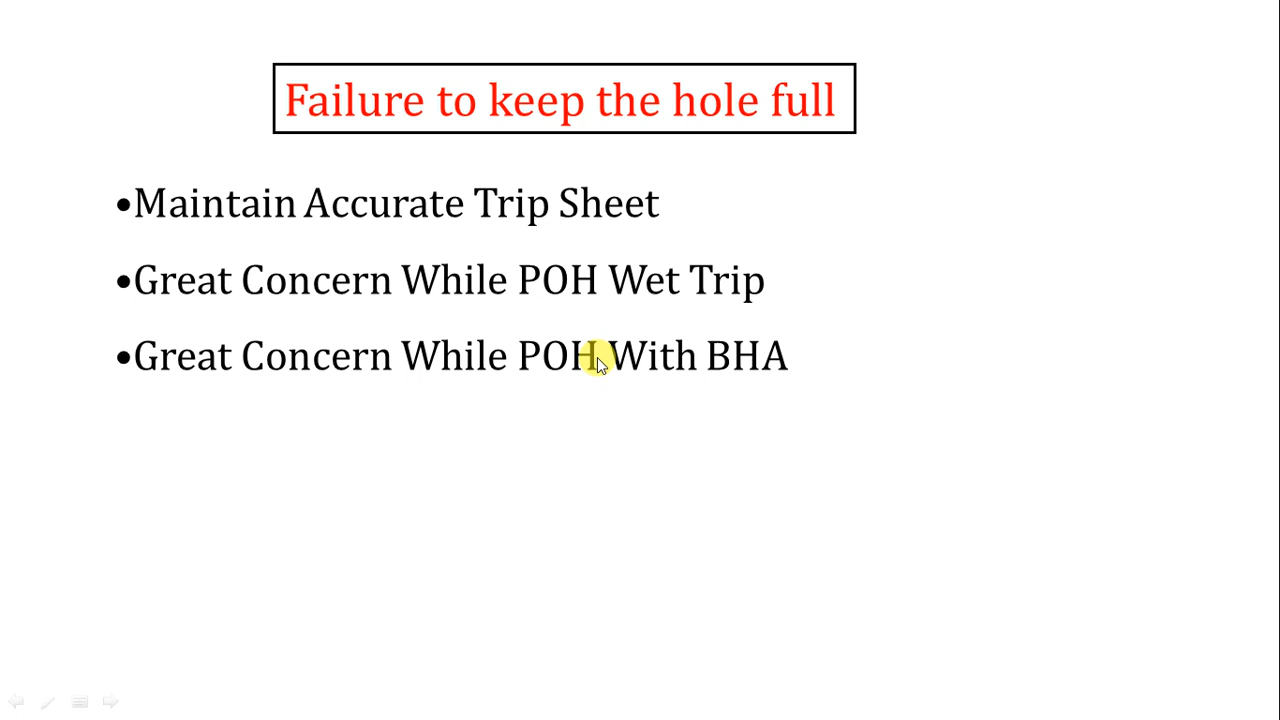 Failure to keep the hole full
•Maintain Accurate Trip Sheet
•Great Concern While POH Wet Trip
•Great Concern While POH With BHA